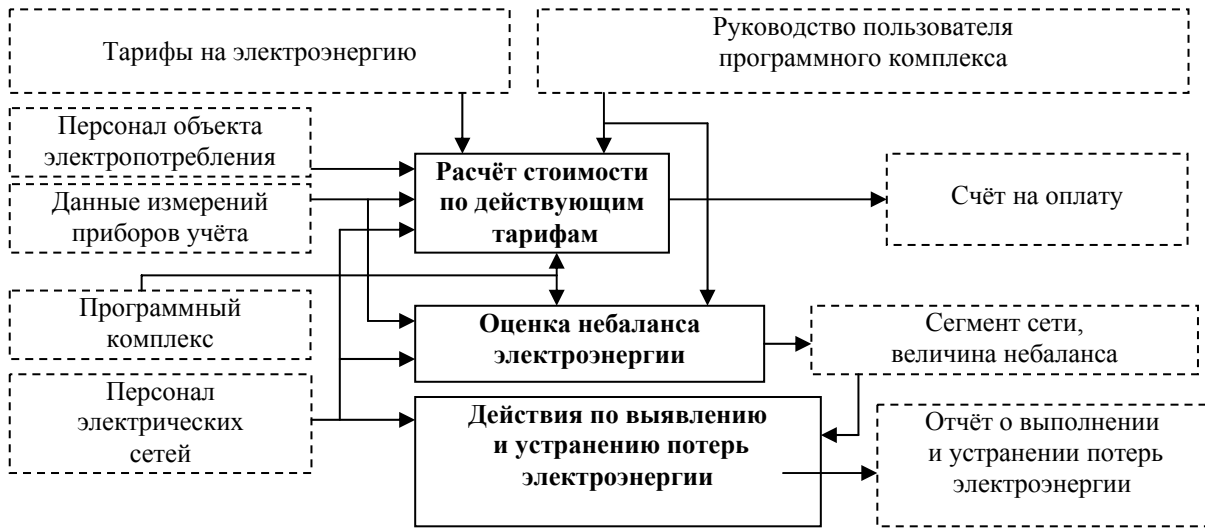 Тарифы на электроэнергию
Руководство пользователя
программного комплекса
Персонал объекта
электропотребления
Данные измерений
приборов учёта
Расчёт стоимости
по действующим
тарифам
Счёт на оплату
Программный
комплекс
Оценка небаланса
электроэнергии
Сегмент сети,
величина небаланса
Персонал
электрических
сетей
Действия по выявлению
и устранению потерь
электроэнергии
Отчёт о выполнении
и устранении потерь
электроэнергии